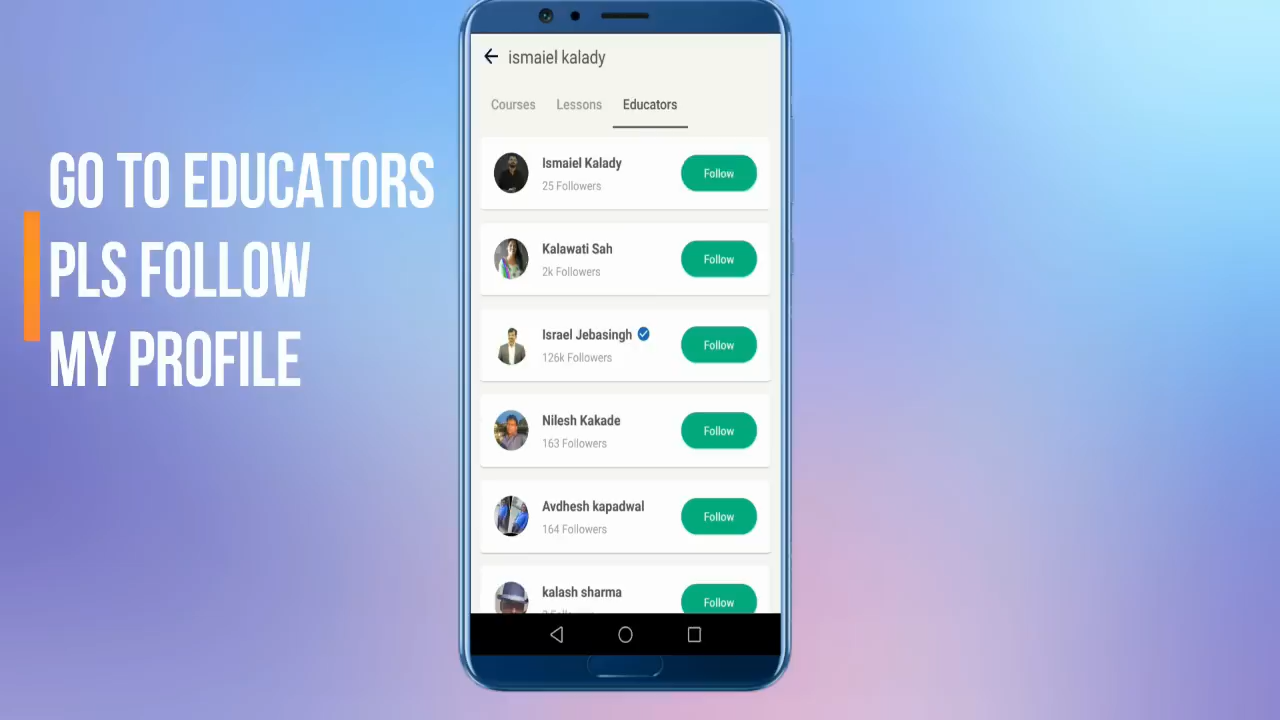 GO TO EDUCATORS
PLS FOLLOW
MY PROFILE
ismaiel kalady
Courses Lessons Educators
Ismaiel Kalady
25 Followers
Follow
Kalawati Sah
2k Followers
Follow
Israel Jebasingh
126k Followers
Follow
Nilesh Kakade
163 Followers
Follow
Avdhesh kapadwal
164 Followers
Follow
kalash sharma
Follow